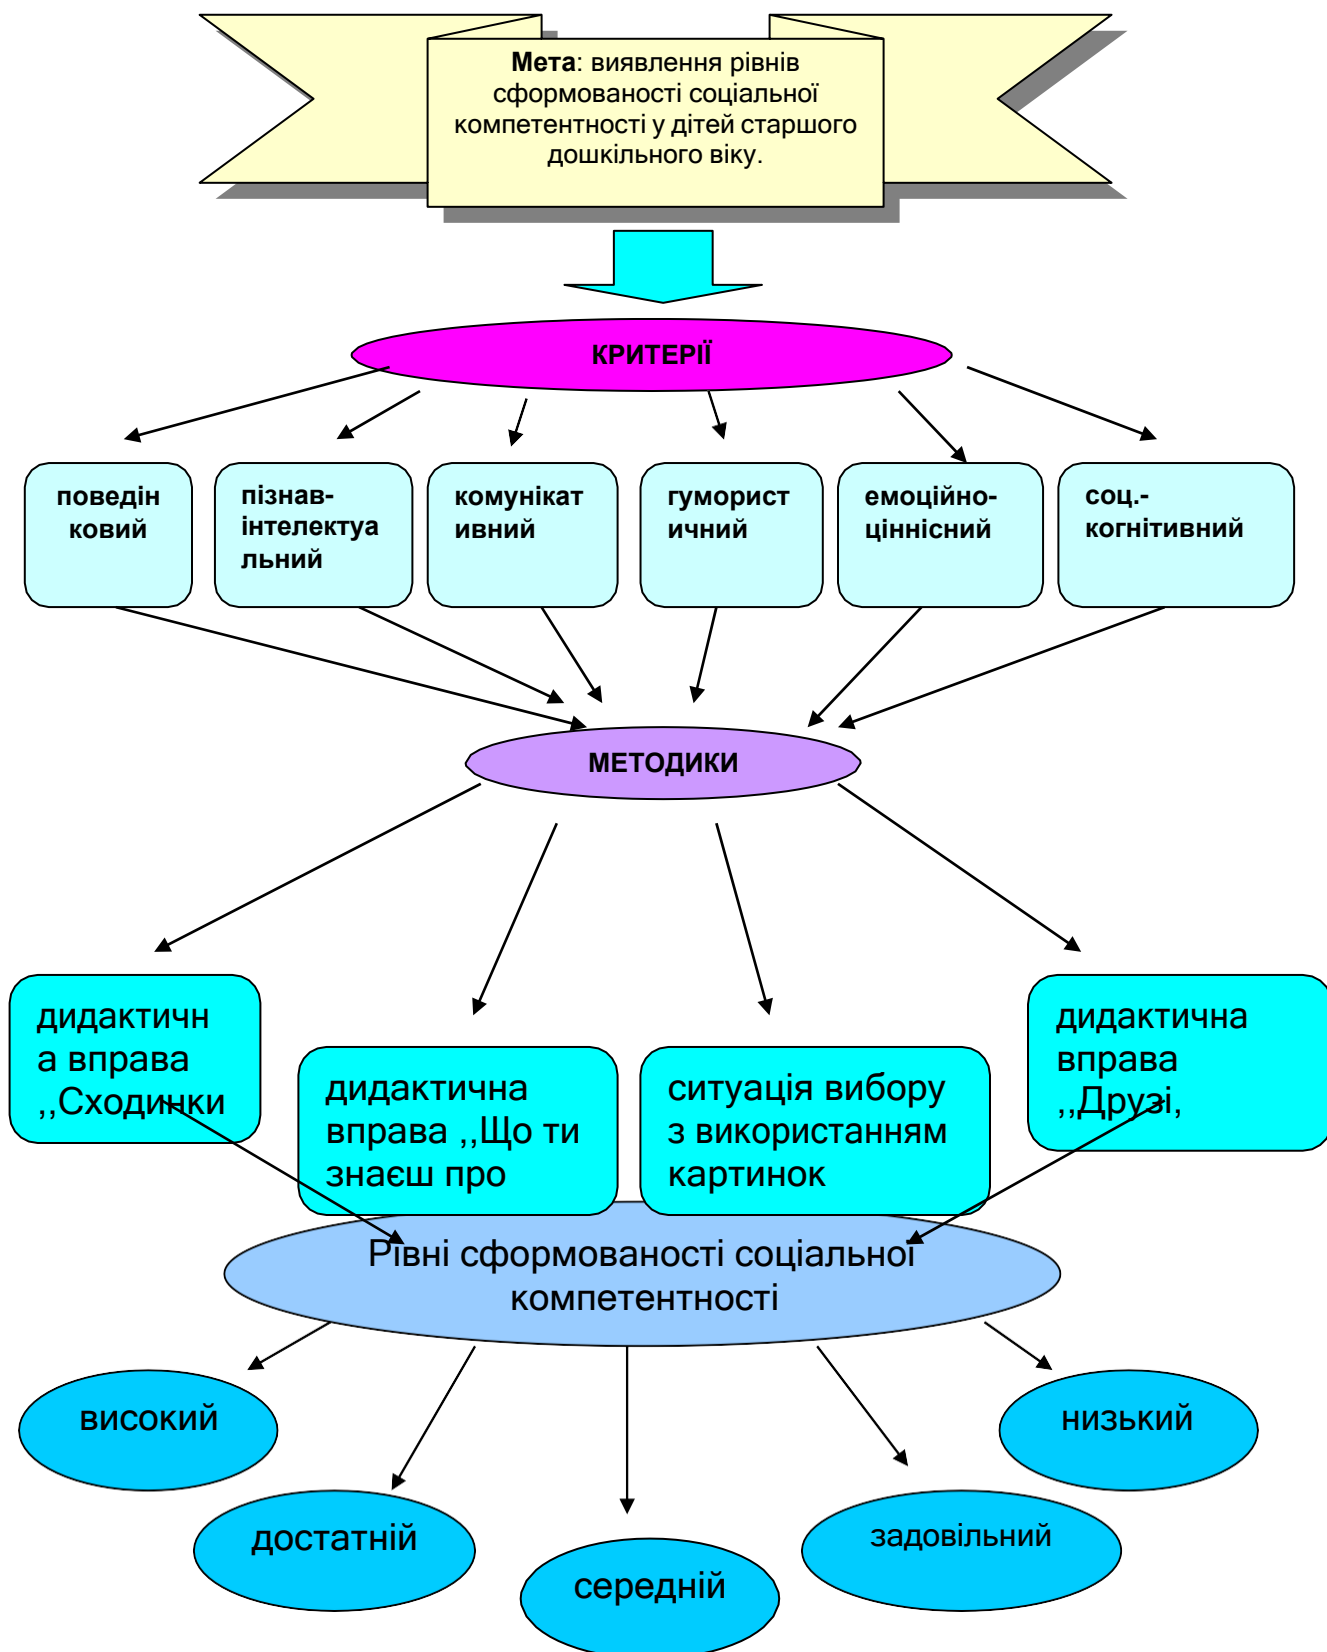 Мета: виявлення рівнів
сформованості соціальної
компетентності у дітей старшого
дошкільного віку.
КРИТЕРІЇ
поведін
ковий
пізнав-
інтелектуа
льний
комунікат
ивний
гуморист
ичний
емоційно-
ціннісний
соц.-
когнітивний
МЕТОДИКИ
дидактичн
а вправа
,,Сходинки
дидактична
вправа ,,Що ти
знаєш про
ситуація вибору
з використанням
картинок
дидактична
вправа
,,Друзі,
Рівні сформованості соціальної
компетентності
високий
достатній
середній
задовільний
низький